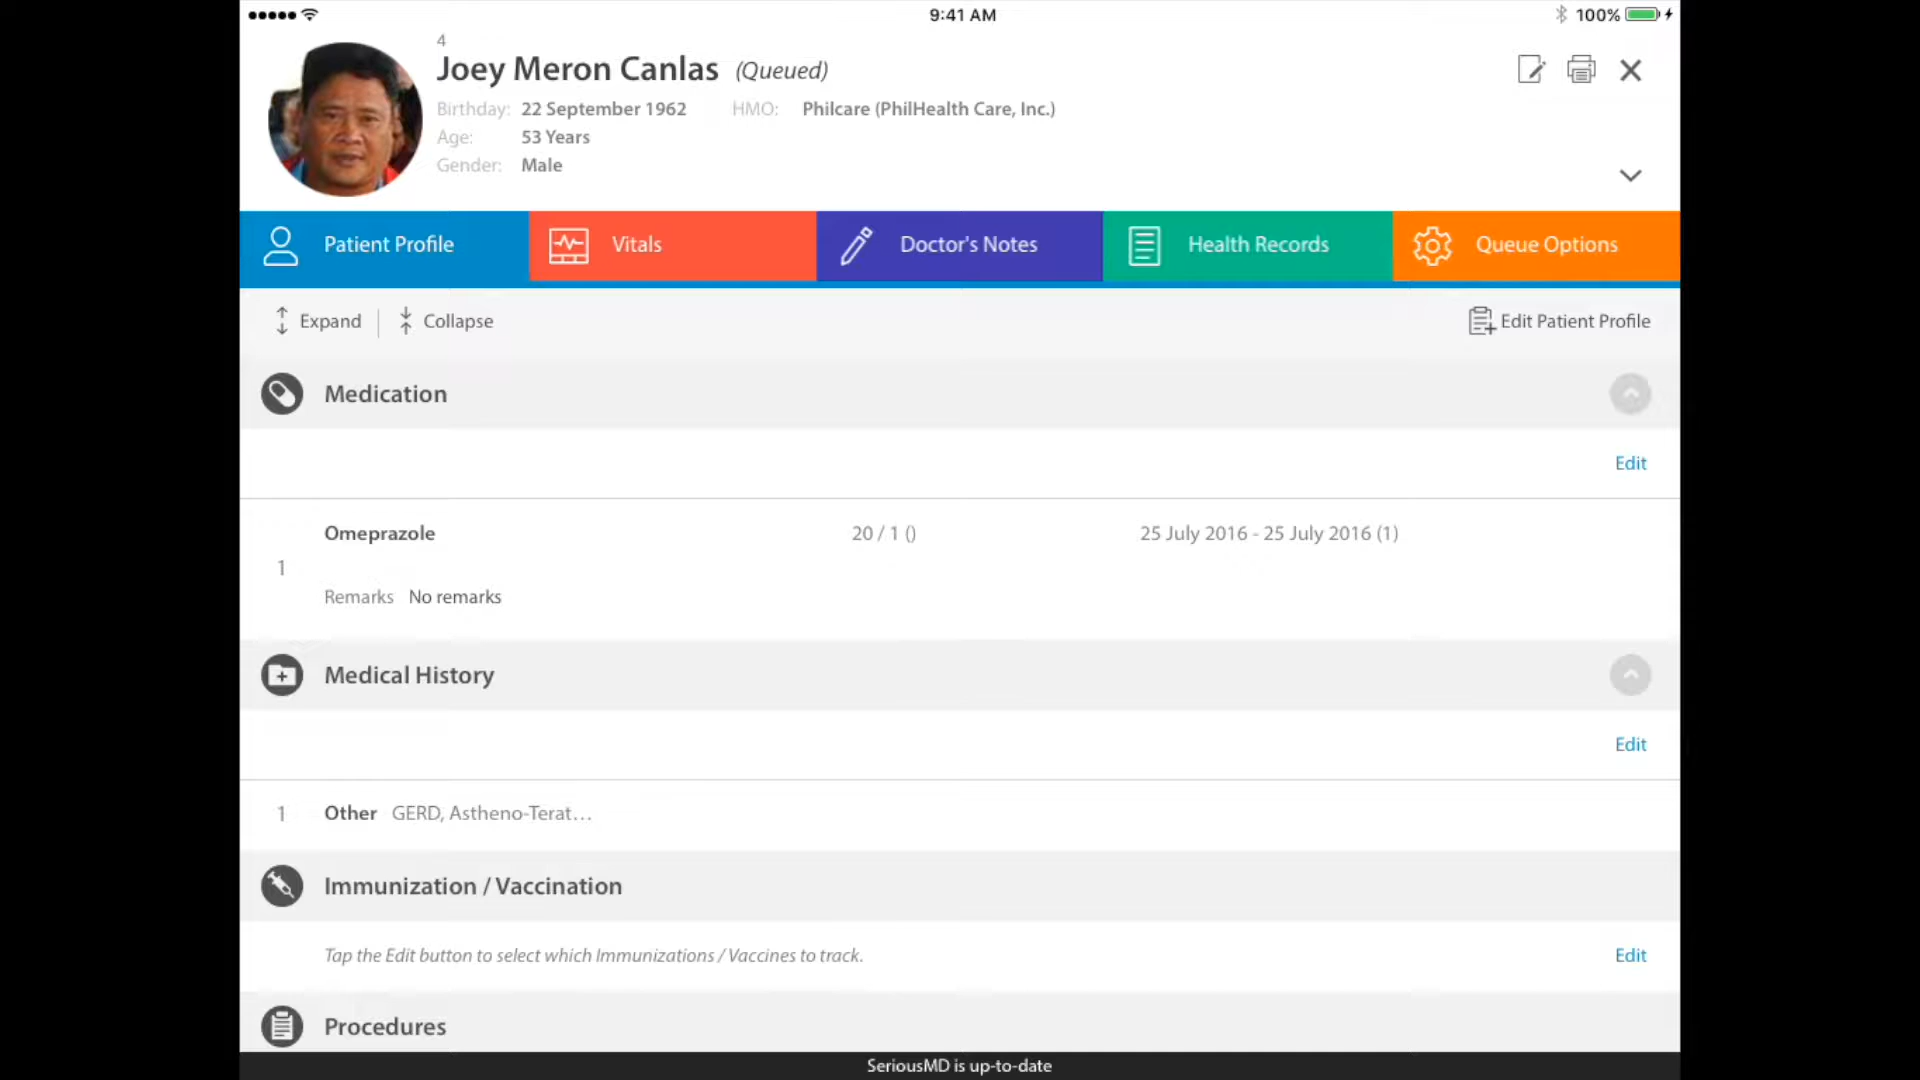 9:41 AM
100%
4
Joey Meron Canlas (Queued)
Birthday: 22 September 1962 HMO: Philcare (PhilHealth Care, Inc.)
Age: 53 Years
Gender: Male
Patient Profile Vitals Doctor's Notes Health Records Queue Options
Expand Collapse Edit Patient Profile
Medication
Edit
Omeprazole 20 / 1 () 25 July 2016 - 25 July 2016 (1)
1
Remarks No remarks
Medical History
Edit
1 Other GERD, Astheno-Terat...
Immunization / Vaccination
Tap the Edit button to select which Immunizations / Vaccines to track. Edit
Procedures
SeriousMD is up-to-date